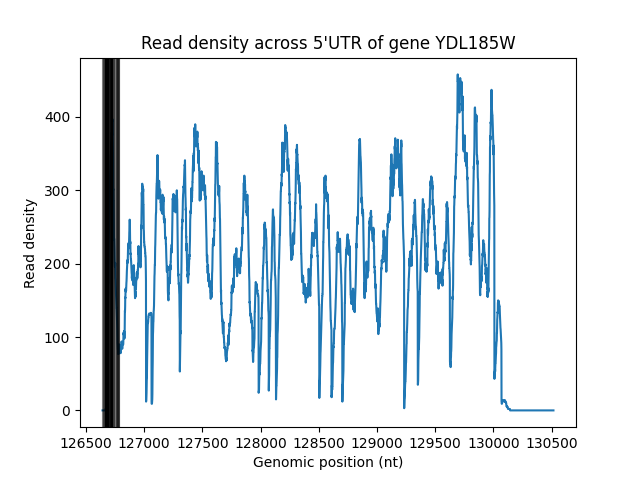 Read density across 5'UTR of gene YDL185W
400
300
200
100
0
Read density
126500 127000 127500 128000 128500 129000 129500 130000 130500
Genomic position (nt)